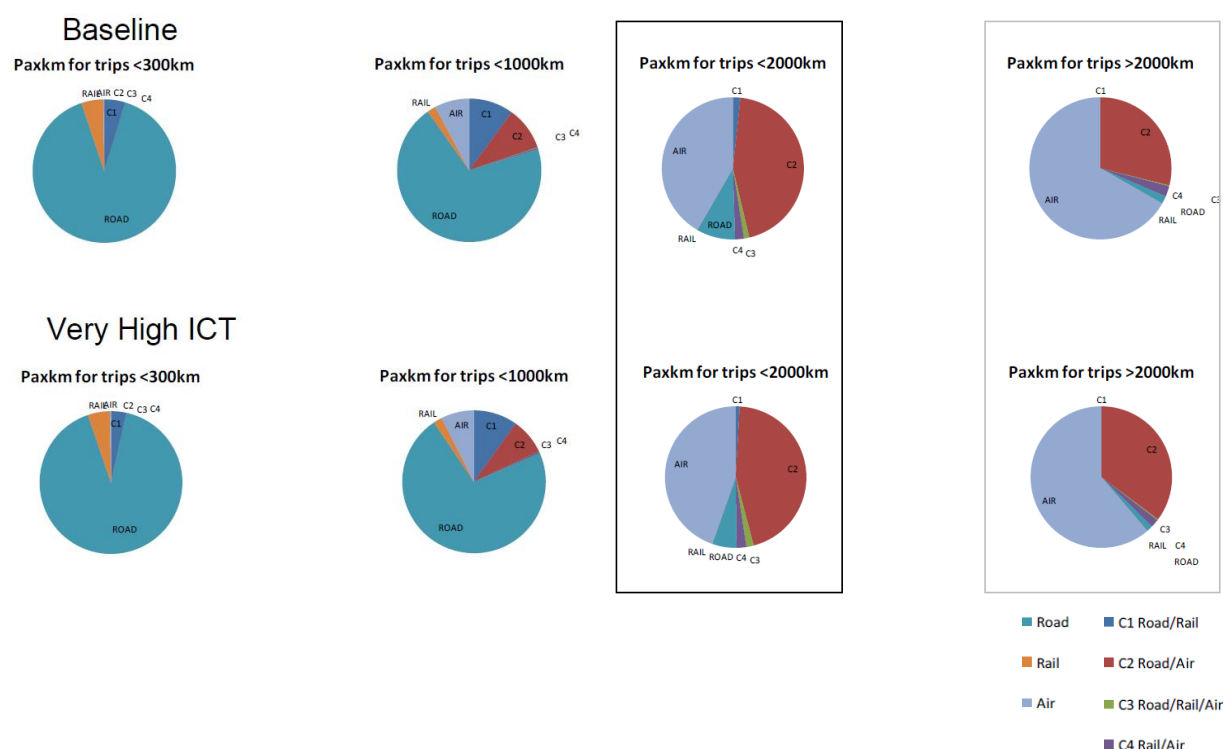 Baseline
Paxkm for trips <300km
RAIL AIR C2 C3 C4
C1
ROAD
Paxkm for trips <1000km
RAIL
AIR
C1
C2
C3 C4
ROAD
Paxkm for trips <2000km
C1
AIR
C2
RAIL
ROAD
C4 C3
Paxkm for trips >2000km
C1
C2
AIR
C4 C3
ROAD
RAIL
Very High ICT
Paxkm for trips <300km
RAIL AIR C2 C3 C4
C1
ROAD
Paxkm for trips <1000km
RAIL
AIR
C1
C2
C3 C4
ROAD
Paxkm for trips <2000km
C1
AIR
C2
RAIL ROAD C4 C3
Paxkm for trips >2000km
C1
C2
AIR
C3
RAIL C4
ROAD
Road C1 Road/Rail
Rail C2 Road/Air
Air C3 Road/Rail/Air
C4 Rail/Air